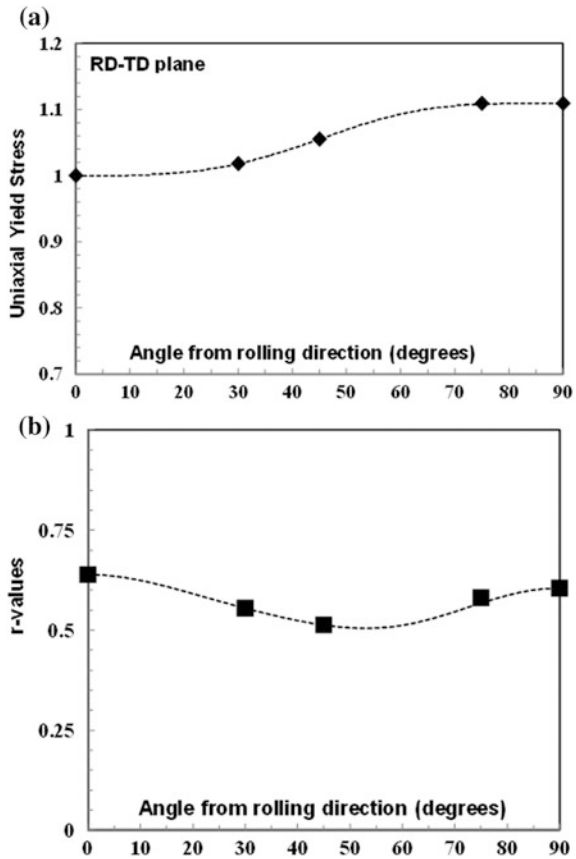 (a)
1.2
RD-TD plane
1.1
1
0.9
0.8
0.7
Uniaxial Yield Stress
Angle from rolling direction (degrees)
0 10 20 30 40 50 60 70 80 90
(b)
1
0.75
0.5
0.25
0
r-values
Angle from rolling direction (degrees)
0 10 20 30 40 50 60 70 80 90